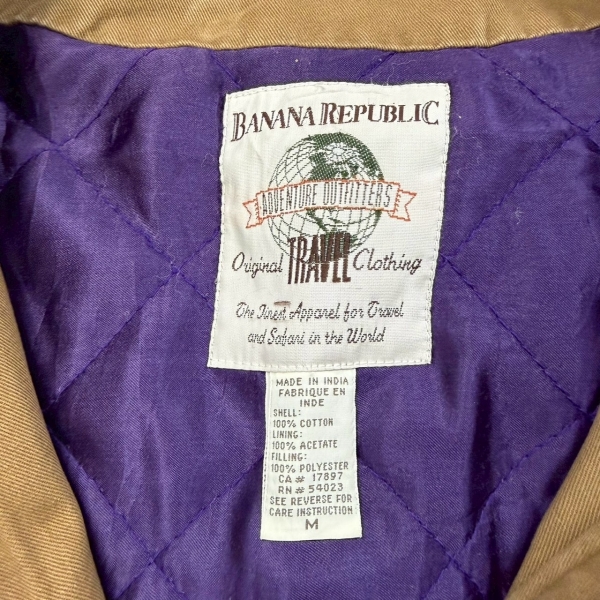 BANANA REPUBLIC
ADVENTURE OUTFITTERS
Original TRAVEL Clothing
The Finest Apparel for Travel
and Safari in the World
MADE IN INDIA
FABRIQUE EN
INDE
SHELL:
100% COTTON
LINING:
100% ACETATE
FILLING:
100% POLYESTER
CA# 17897
RN# 54023
SEE REVERSE FOR
CARE INSTRUCTION
M